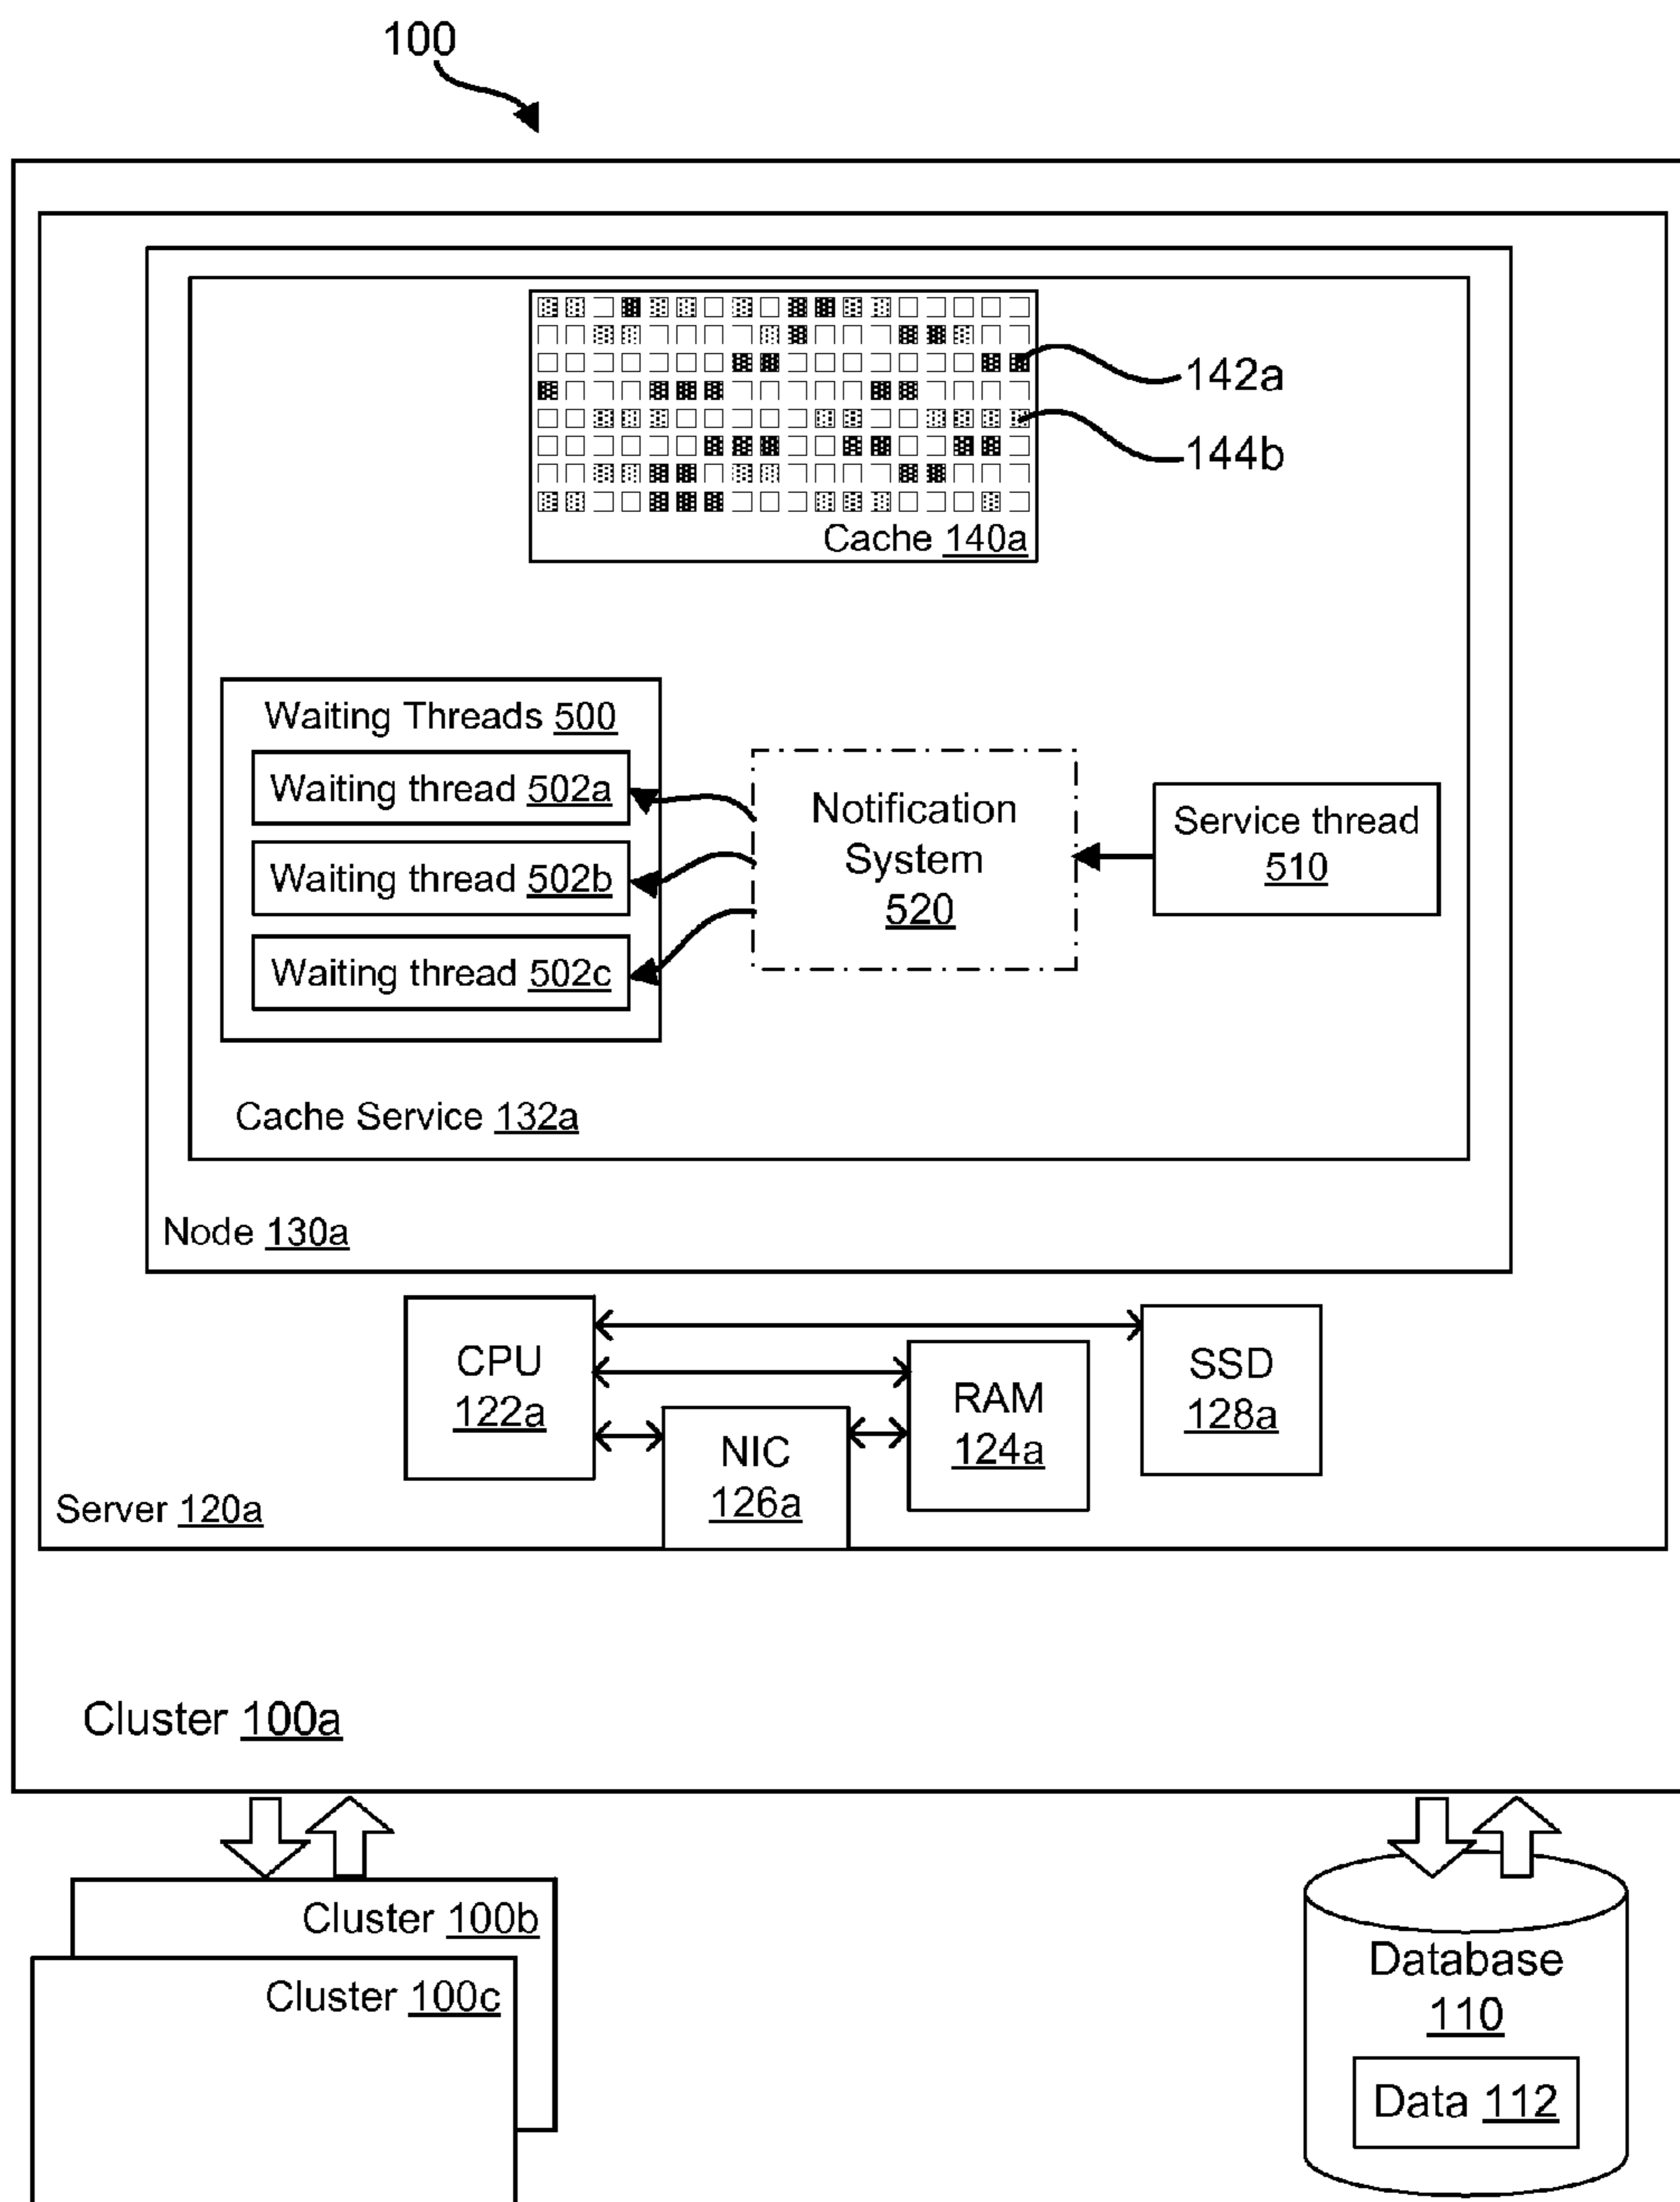 100
142a
144b
Cache 140a
Waiting Threads 500
Waiting thread 502a
Waiting thread 502b
Waiting thread 502c
Notification
System
520
Service thread
510
Cache Service 132a
Node 130a
CPU
122a
NIC
126a
RAM
124a
SSD
128a
Server 120a
Cluster 100a
Cluster 100b
Cluster 100c
Database
110
Data 112